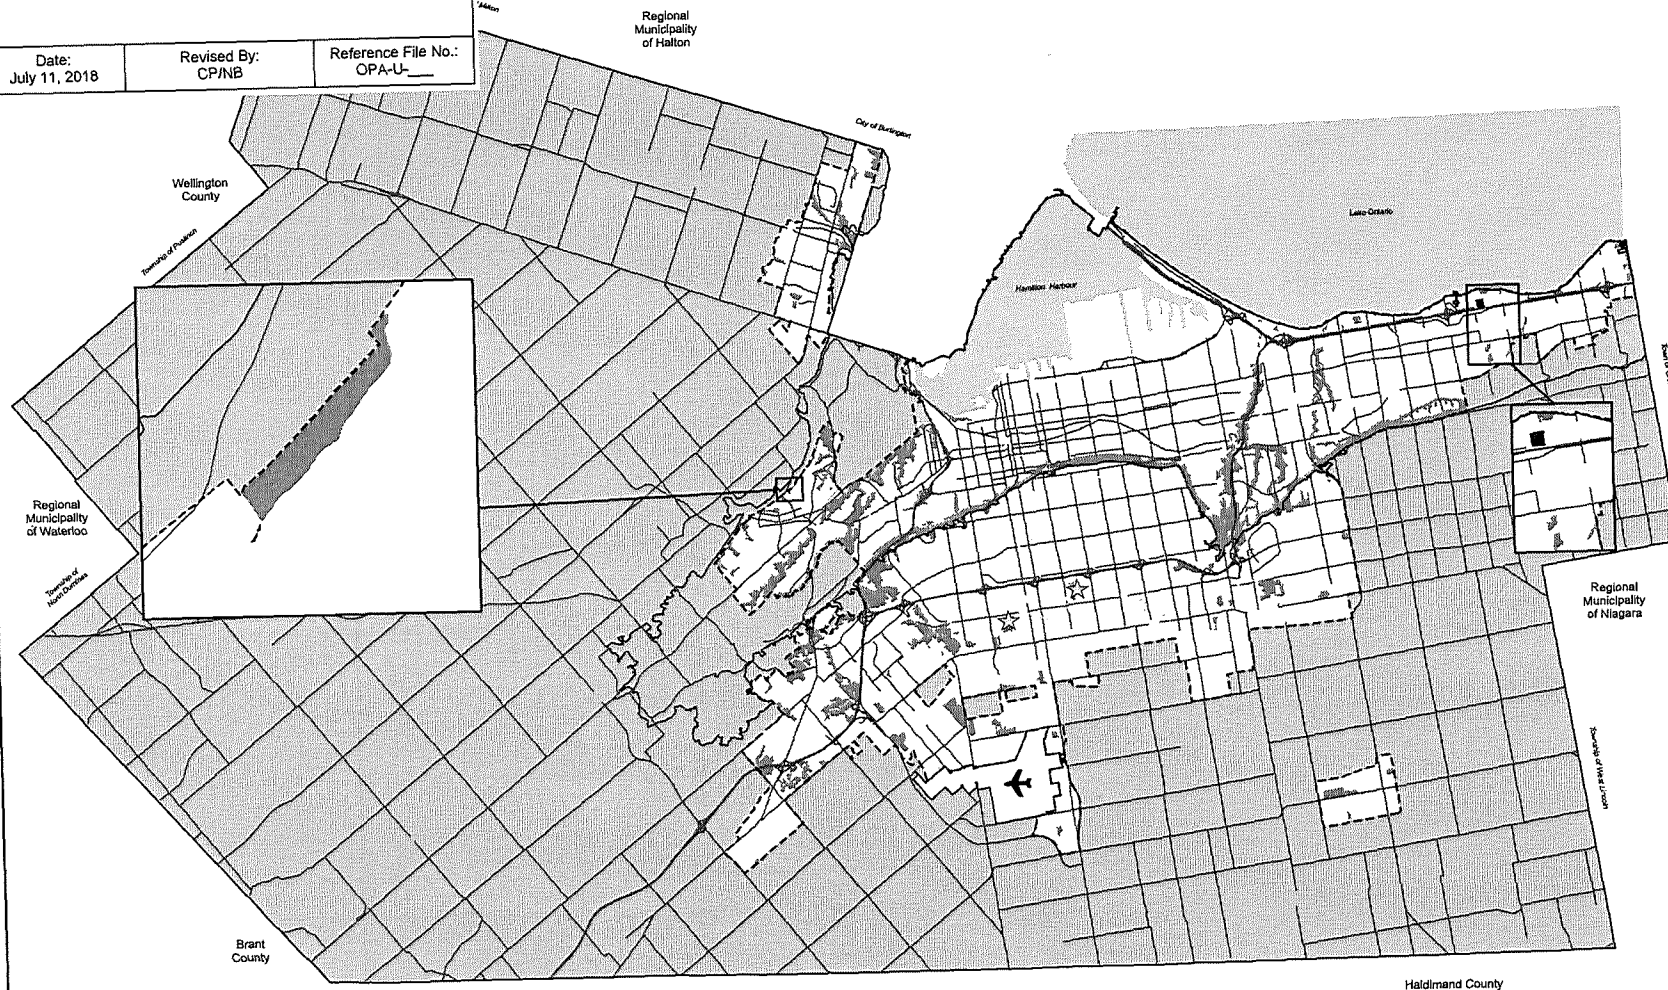 Milton
Regional
Municipality
of Halton
Date:
July 11, 2018
Revised By:
CP/NB
Reference File No.:
OPA-U-___
City of Burlington
Wellington
County
Township of Puslinch
Lake Ontario
Hamilton Harbour
Regional
Municipality
of Waterloo
Township of
North Dumfries
Regional
Municipality
of Niagara
Township of West Lincoln
Brant
County
Haldimand County